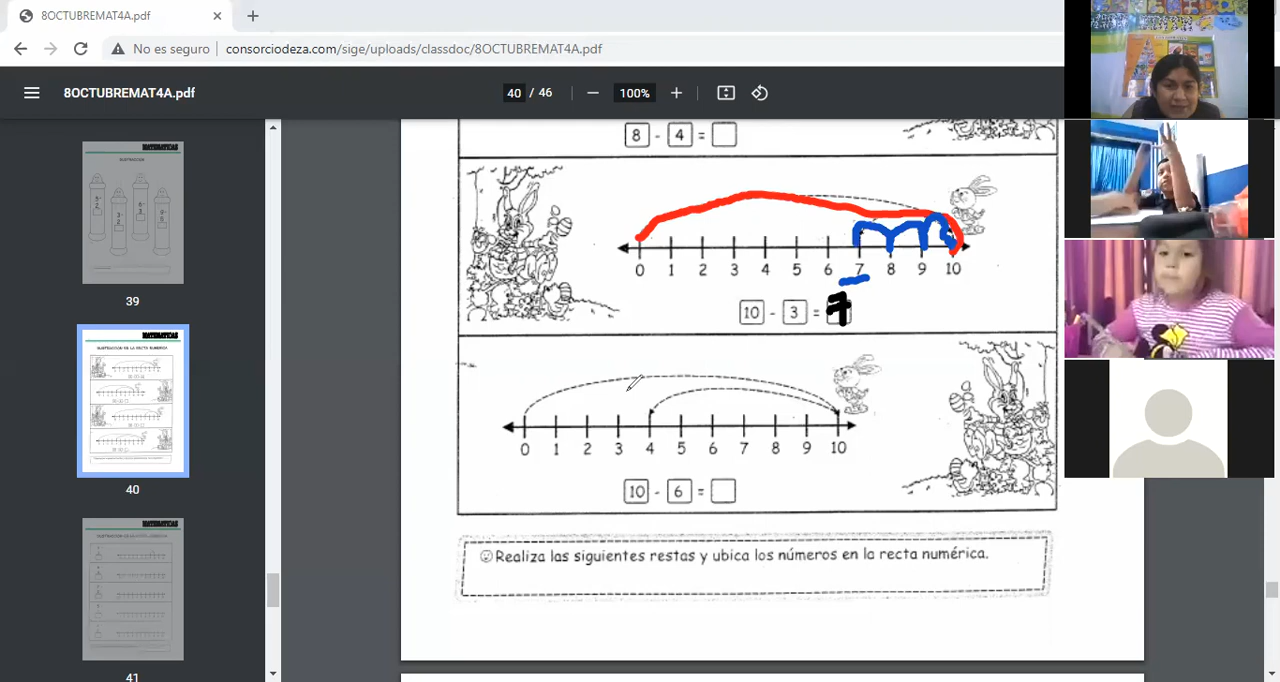 8OCTUBREMAT4A.pdf
No es seguro consorciodeza.com/sige/uploads/classdoc/8OCTUBREMAT4A.pdf
8OCTUBREMAT4A.pdf 40 / 46 100%
MATEMATICAS
39
MATEMATICAS
40
MATEMATICAS
41
8 - 4 =
0 1 2 3 4 5 6 7 8 9 10
10 - 3 = 7
0 1 2 3 4 5 6 7 8 9 10
10 - 6 =
Realiza las siguientes restas y ubica los números en la recta numérica.